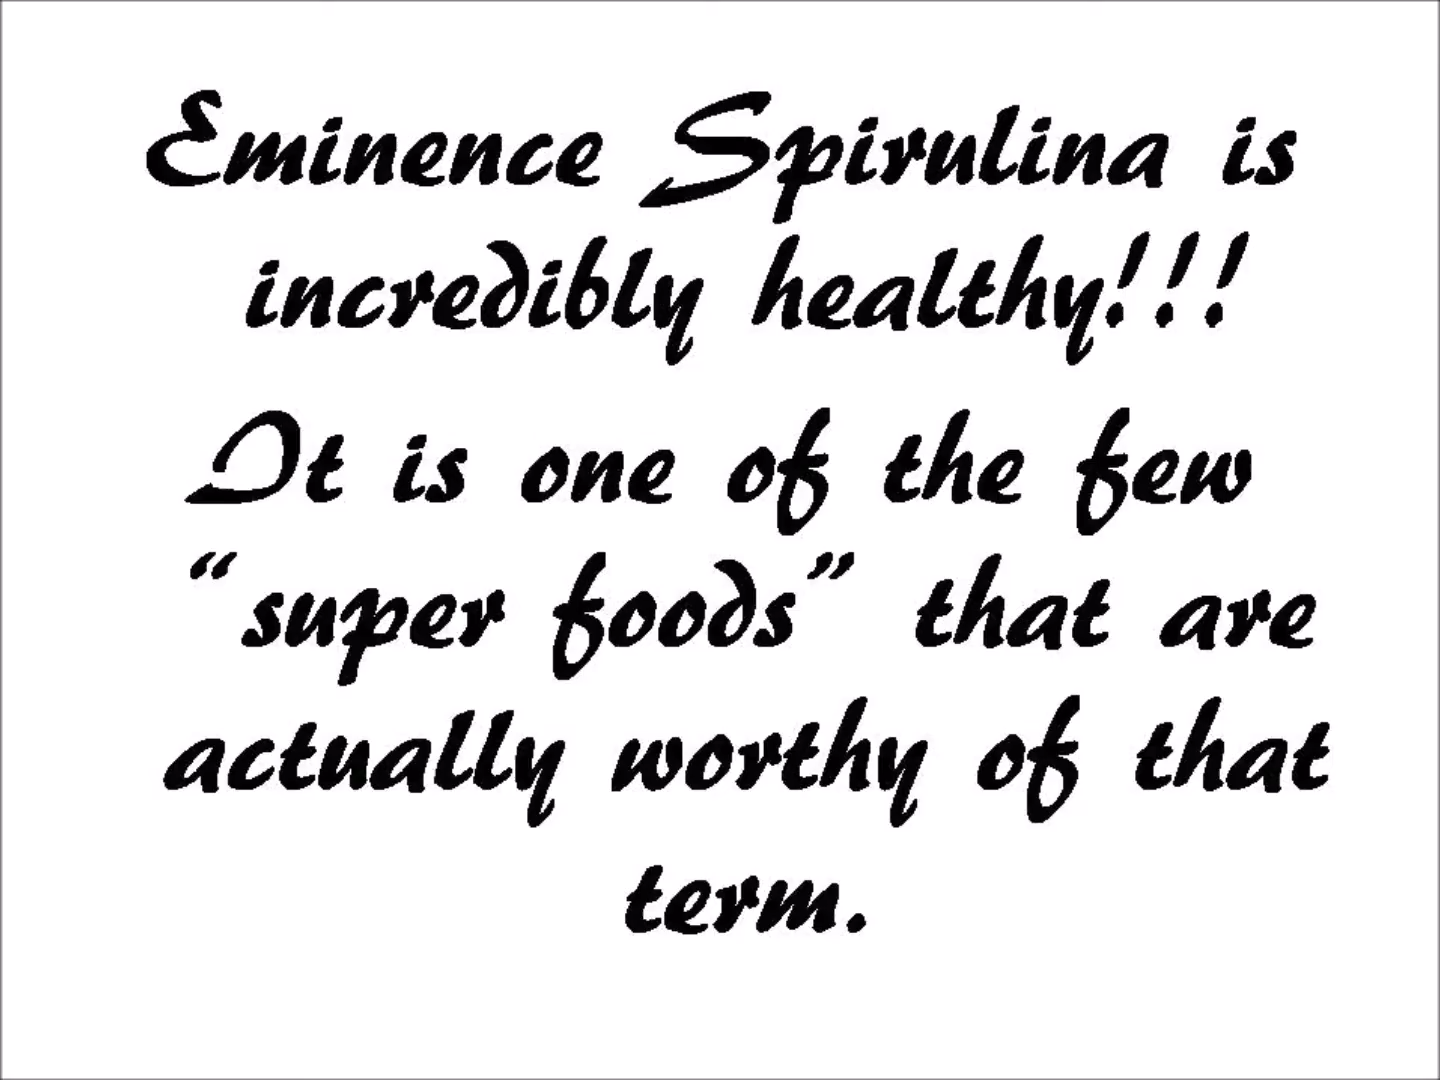 Eminence Spirulina is
incredibly healthy!!!
It is one of the few
“super foods” that are
actually worthy of that
term.